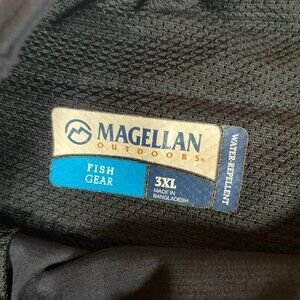 MAGELLAN
OUTDOORS®
FISH
GEAR
3XL
MADE IN
BANGLADESH
WATER-REPELLENT